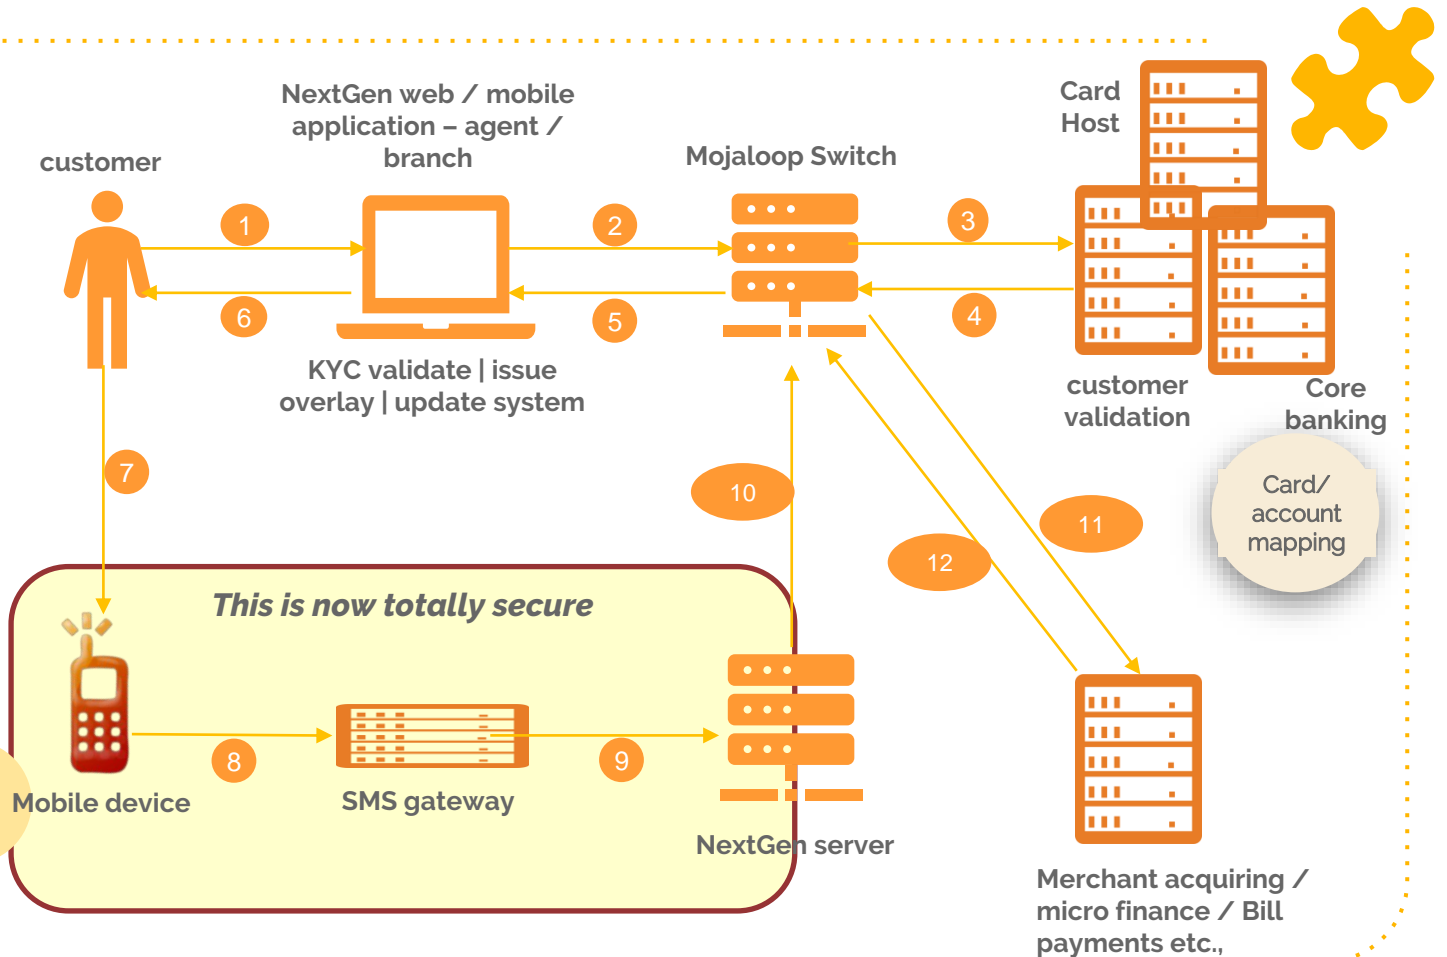 NextGen web / mobile
application – agent /
branch
customer
Mojaloop Switch
Card
Host
1
2
3
6
5
4
KYC validate | issue
overlay | update system
customer
validation
Core
banking
7
10
11
12
Card/
account
mapping
This is now totally secure
8
9
Mobile device
SMS gateway
NextGen server
Merchant acquiring /
micro finance / Bill
payments etc.,